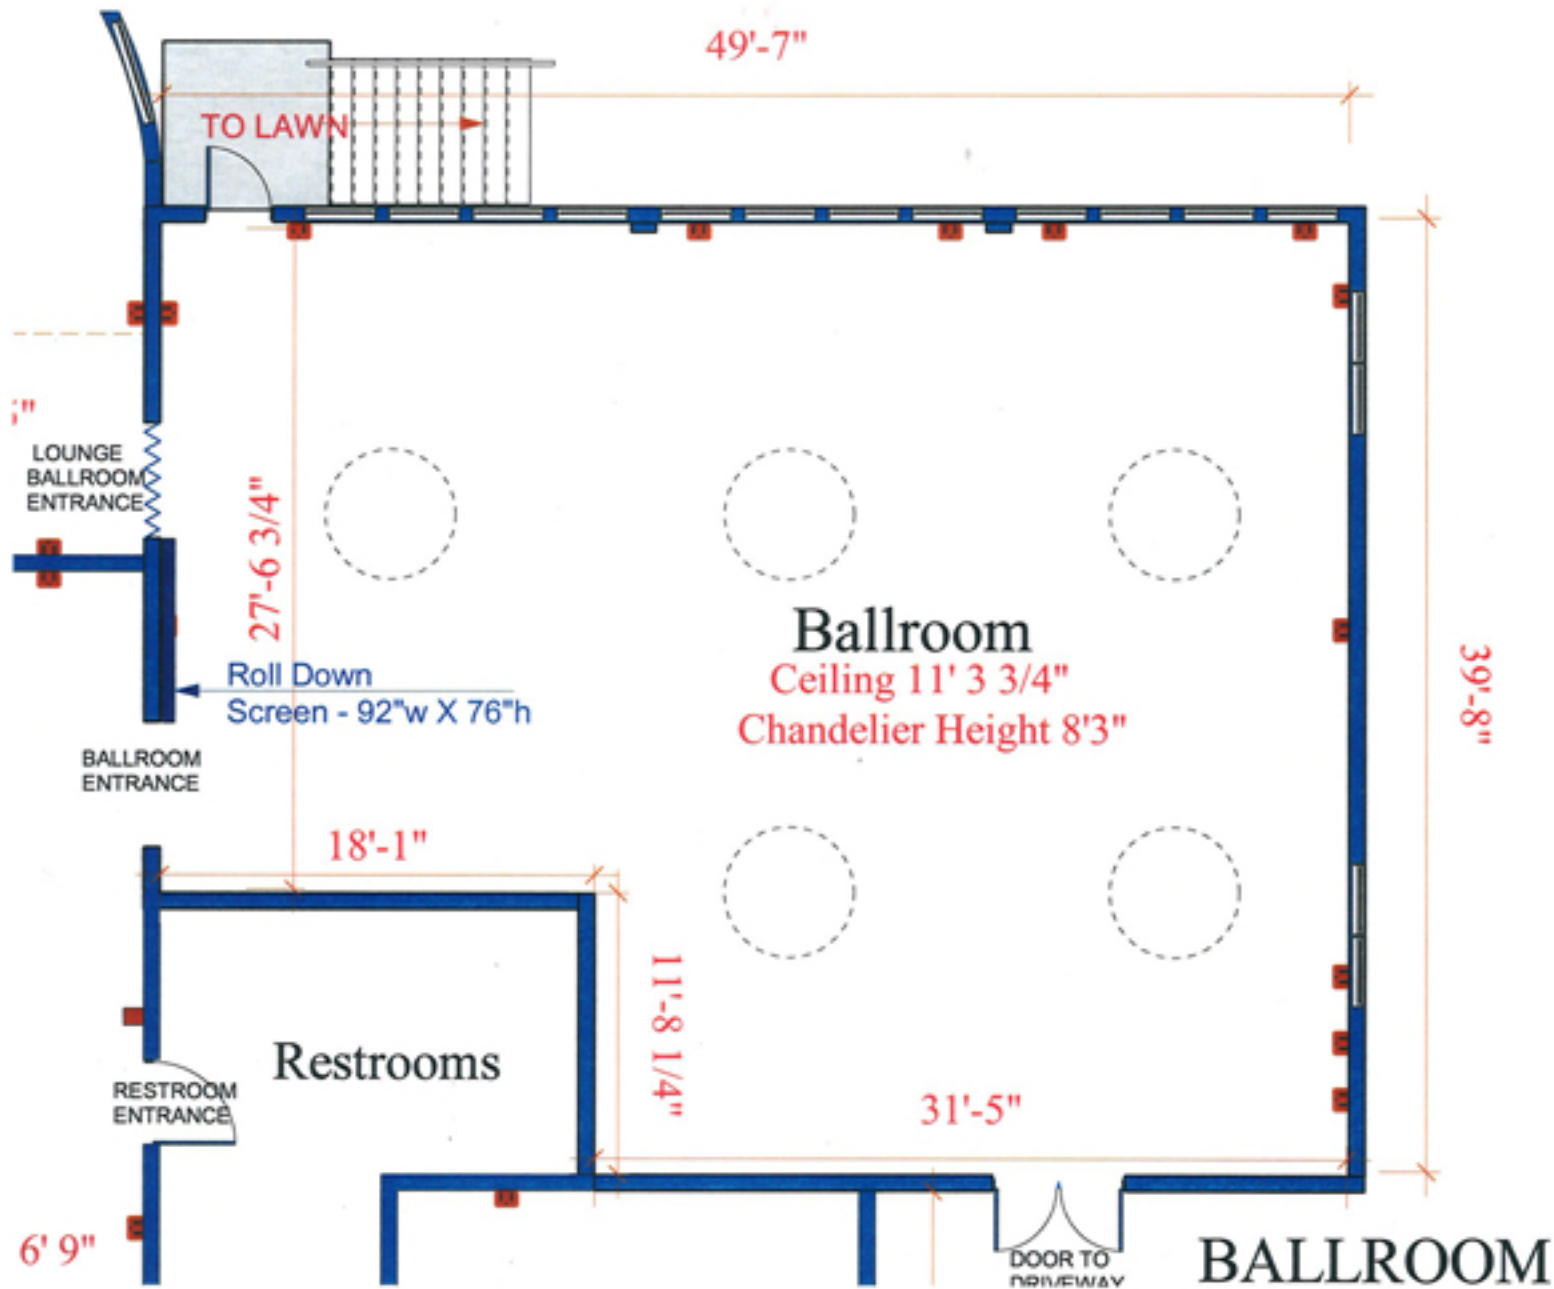 49'-7"
TO LAWN
LOUNGE
BALLROOM
ENTRANCE
27'-6 3/4"
Ballroom
Ceiling 11' 3 3/4"
Chandelier Height 8'3"
39'-8"
Roll Down
Screen - 92"w X 76"h
BALLROOM
ENTRANCE
18'-1"
11'-8 1/4"
Restrooms
RESTROOM
ENTRANCE
31'-5"
6' 9"
DOOR TO
DRIVEWAY
BALLROOM